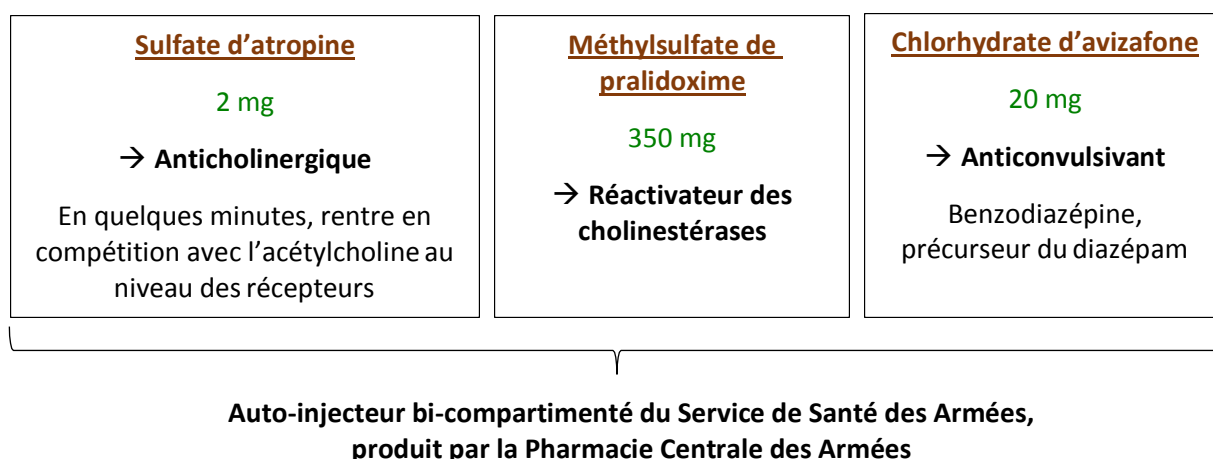 Sulfate d’atropine
2 mg
→ Anticholinergique
En quelques minutes, rentre en
compétition avec l’acétylcholine au
niveau des récepteurs
Méthylsulfate de
pralidoxime
350 mg
→ Réactivateur des
cholinestérases
Chlorhydrate d’avizafone
20 mg
→ Anticonvulsivant
Benzodiazépine,
précurseur du diazépam
Auto-injecteur bi-compartimenté du Service de Santé des Armées,
produit par la Pharmacie Centrale des Armées